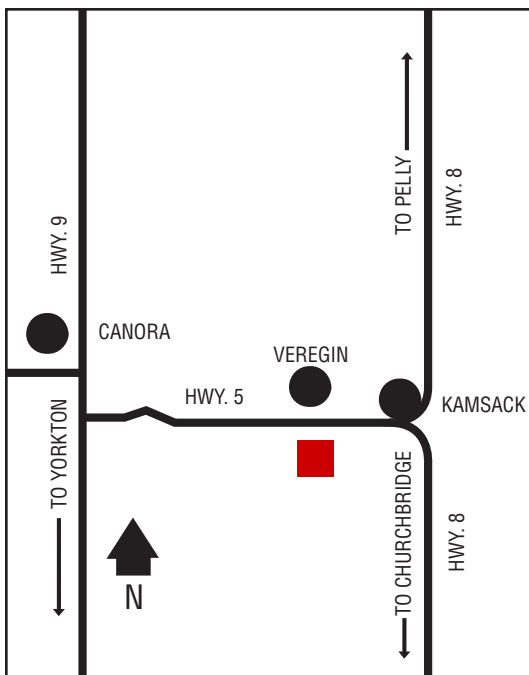 TO PELLY
HWY. 8
HWY. 9
CANORA
VEREGIN
HWY. 5
KAMSACK
TO YORKTON
TO CHURCHBRIDGE
HWY. 8
N